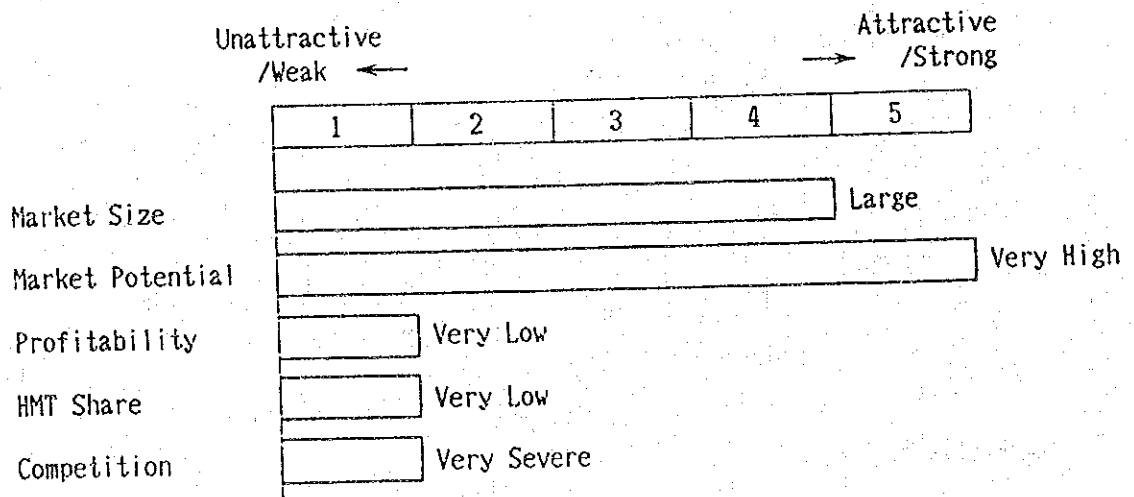 Unattractive
/Weak ←
Attractive
→ /Strong
1 2 3 4 5
Market Size Large
Market Potential Very High
Profitability Very Low
HMT Share Very Low
Competition Very Severe